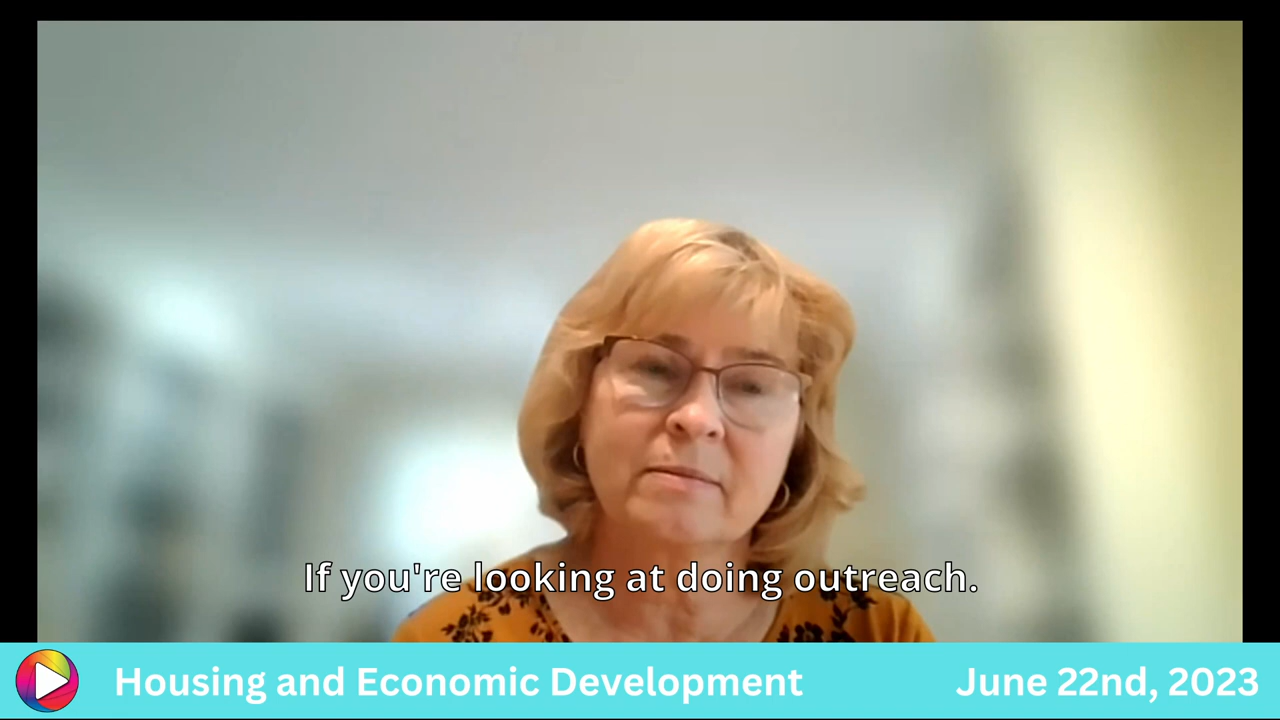 If you're looking at doing outreach.
Housing and Economic Development
June 22nd, 2023